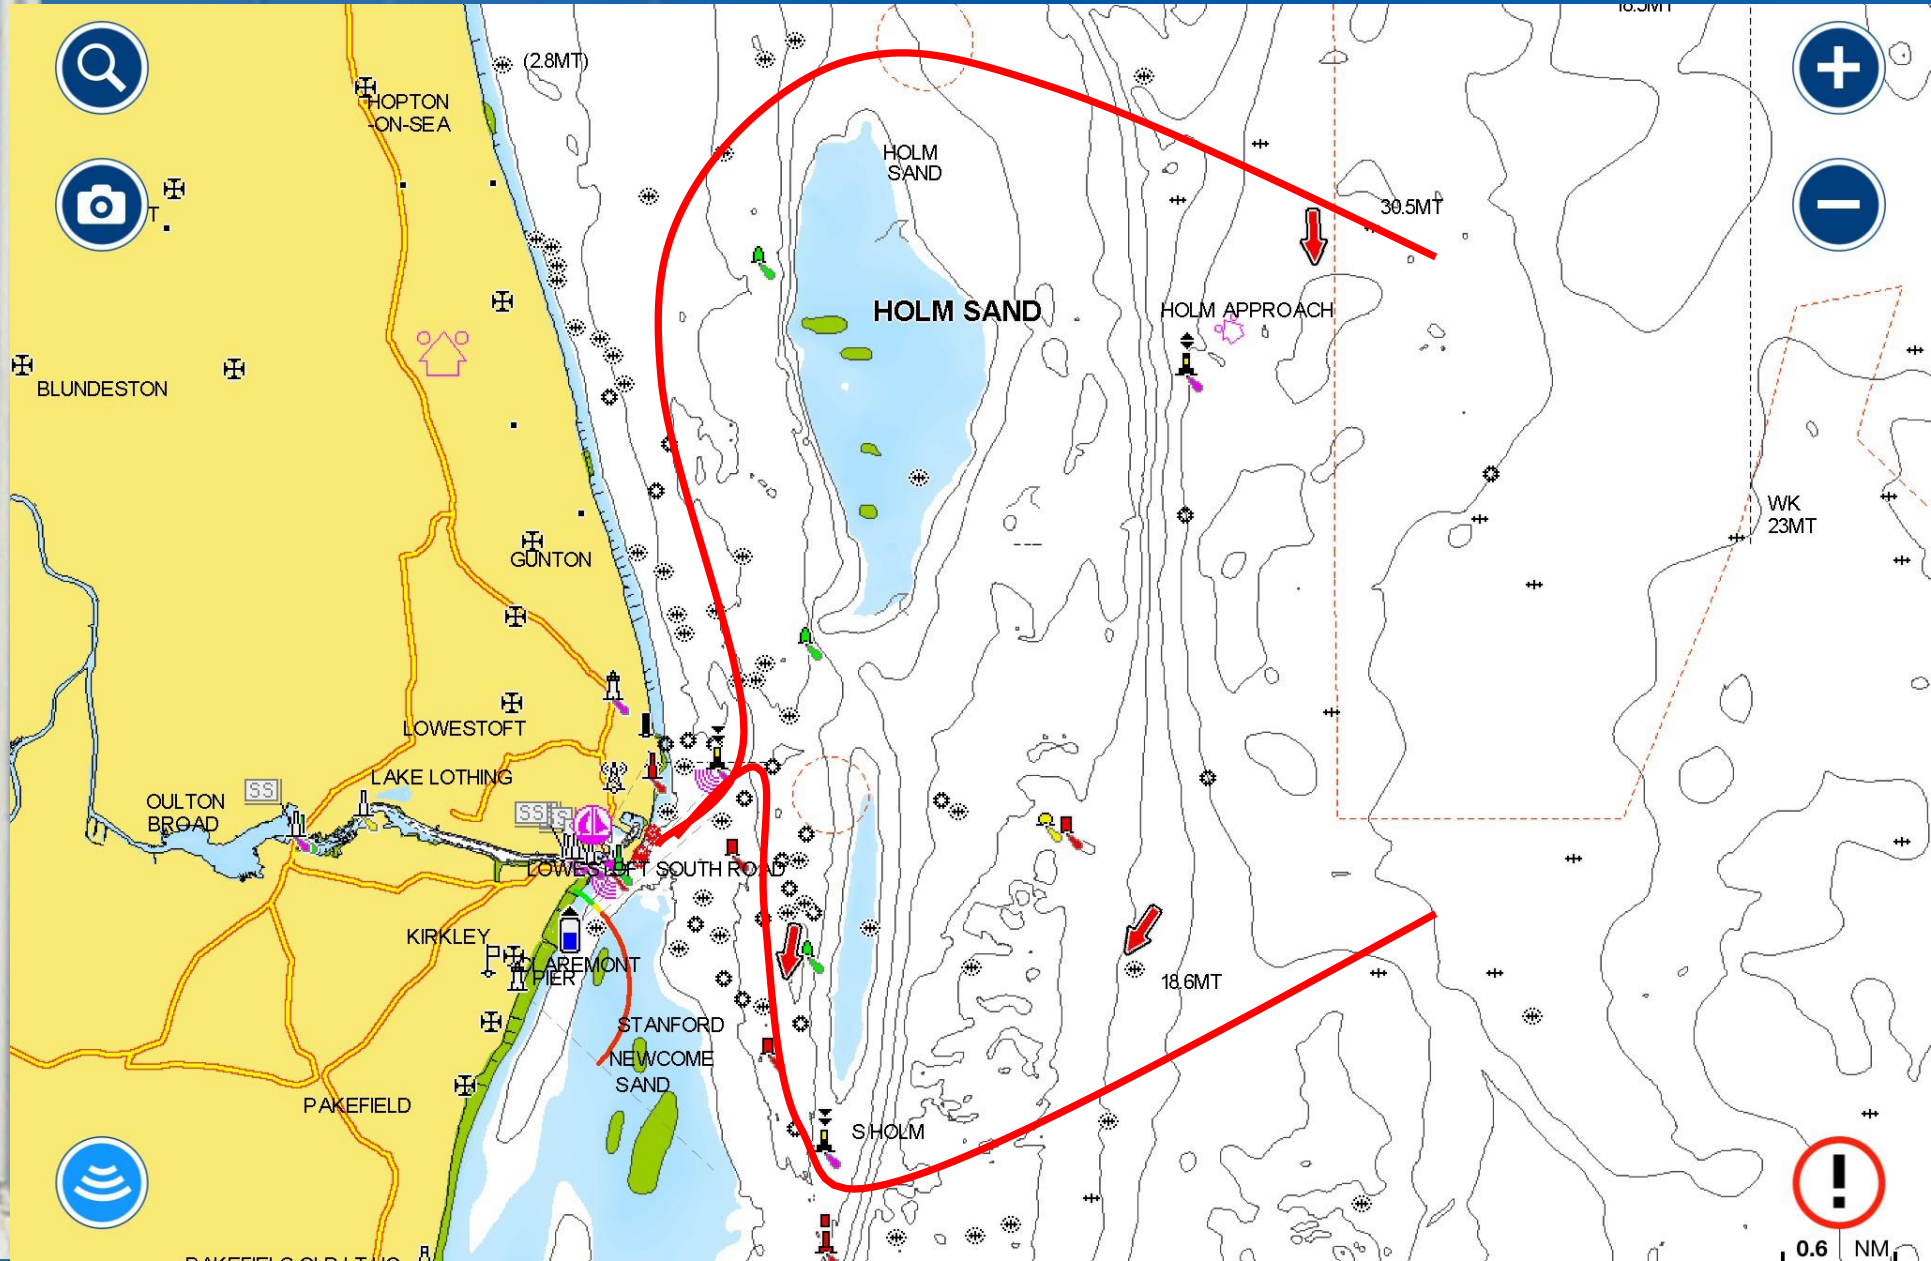 18.5MT
(2.8MT)
HOPTON
-ON-SEA
HOLM
SAND
T
30.5MT
HOLM SAND
HOLM APPROACH
BLUNDESTON
WK
23MT
GUNTON
LOWESTOFT
LAKE LOTHING
SS
OULTON
BROAD
SS
LOWESTOFT SOUTH ROAD
KIRKLEY
CLAREMONT
PIER
18.6MT
STANFORD
NEWCOME
SAND
PAKEFIELD
S HOLM
0.6 NM